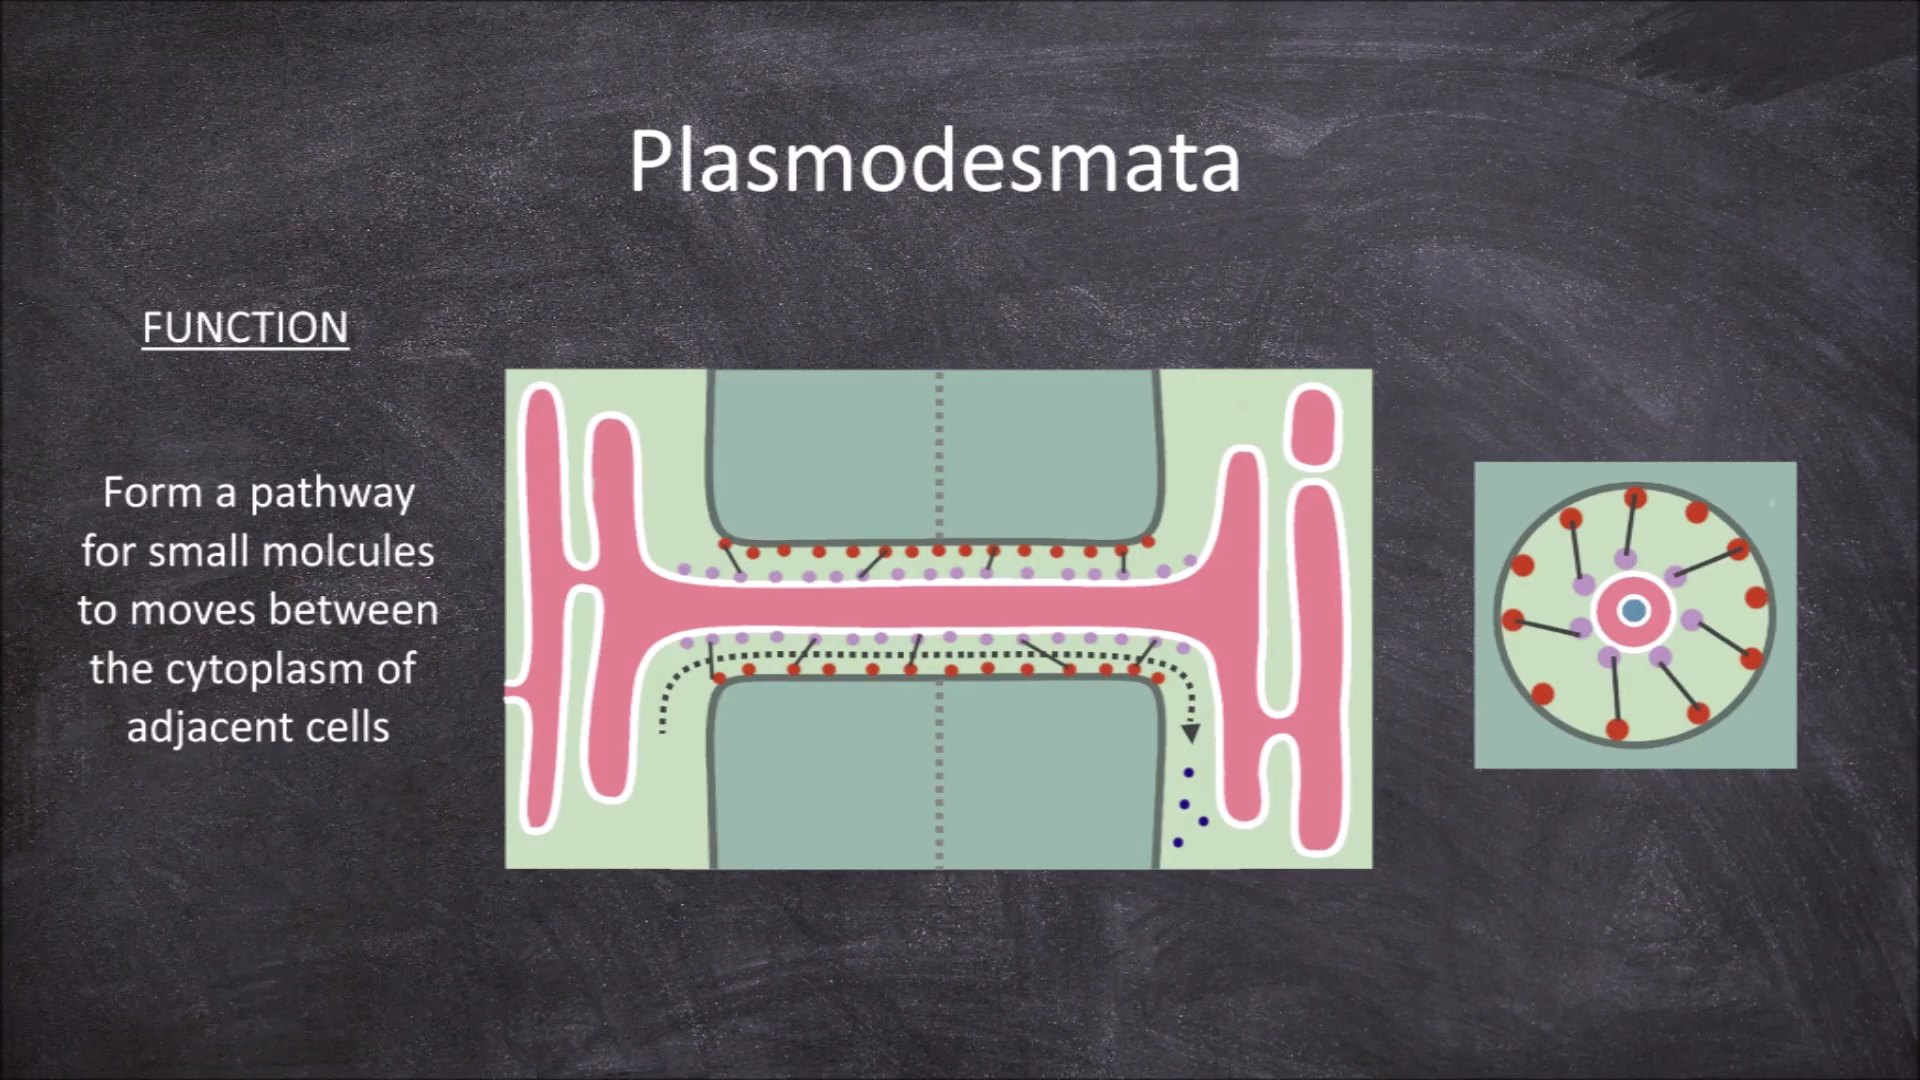 Plasmodesmata
FUNCTION
Form a pathway
for small molcules
to moves between
the cytoplasm of
adjacent cells